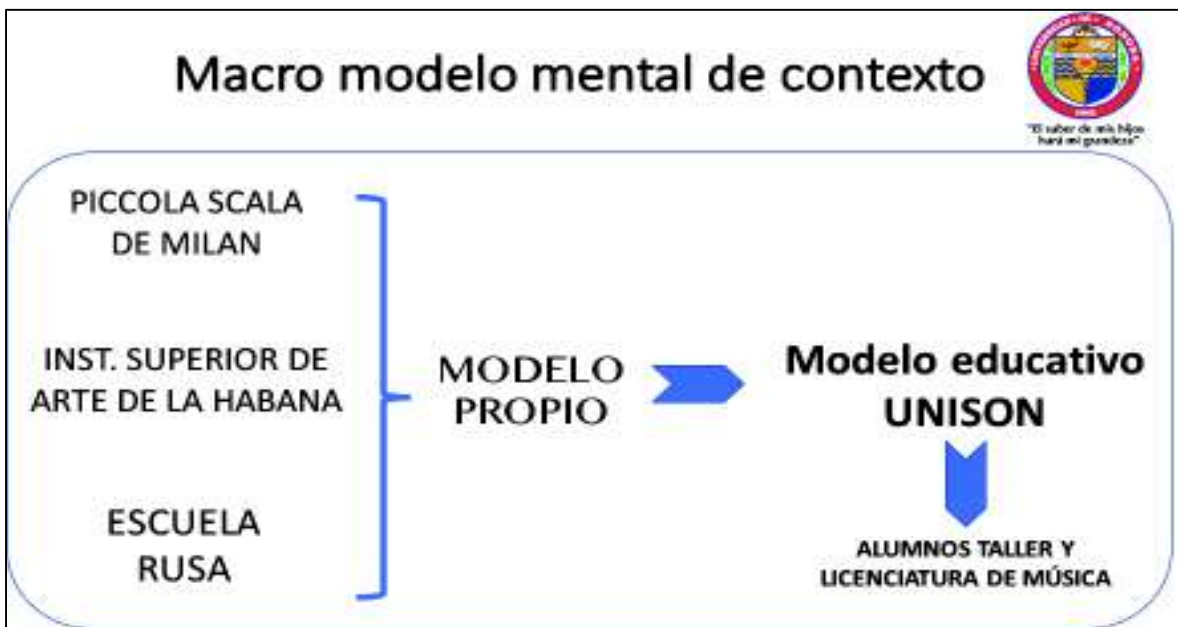 Macro modelo mental de contexto
"El saber de mis hijos
hará mi grandeza"
PICCOLA SCALA
DE MILAN
INST. SUPERIOR DE
ARTE DE LA HABANA
ESCUELA
RUSA
MODELO
PROPIO
Modelo educativo
UNISON
ALUMNOS TALLER Y
LICENCIATURA DE MÚSICA